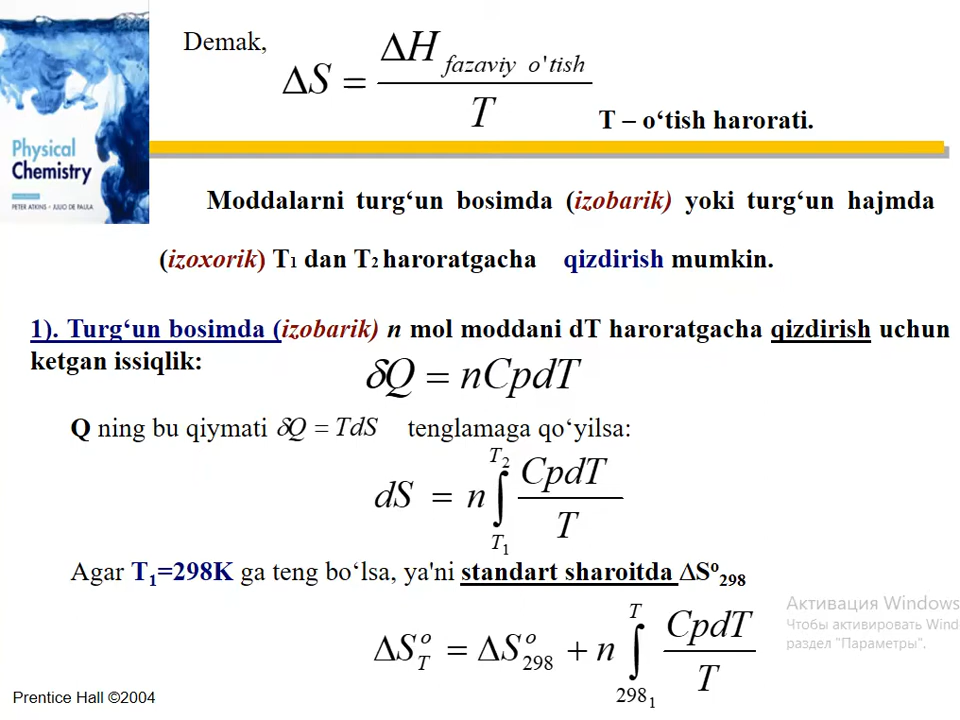 Demak,
ΔS = ΔH fazaviy o'tish / T
T – o‘tish harorati.
Physical
Chemistry
PETER ATKINS • JULIO DE PAULA
Moddalarni turg‘un bosimda (izobarik) yoki turg‘un hajmda
(izoxorik) T₁ dan T₂ haroratgacha qizdirish mumkin.
1). Turg‘un bosimda (izobarik) n mol moddani dT haroratgacha qizdirish uchun
ketgan issiqlik:
δQ = nCpdT
Q ning bu qiymati δQ = TdS tenglamaga qo‘yilsa:
dS = n ∫_{T₁}^{T₂} CpdT / T
Agar T₁=298K ga teng bo‘lsa, ya'ni standart sharoitda ΔSº₂₉₈
ΔS_T^o = ΔS_298^o + n ∫_{298₁}^{T} CpdT / T
Активация Windows
Чтобы активировать Wind
раздел "Параметры".
Prentice Hall ©2004